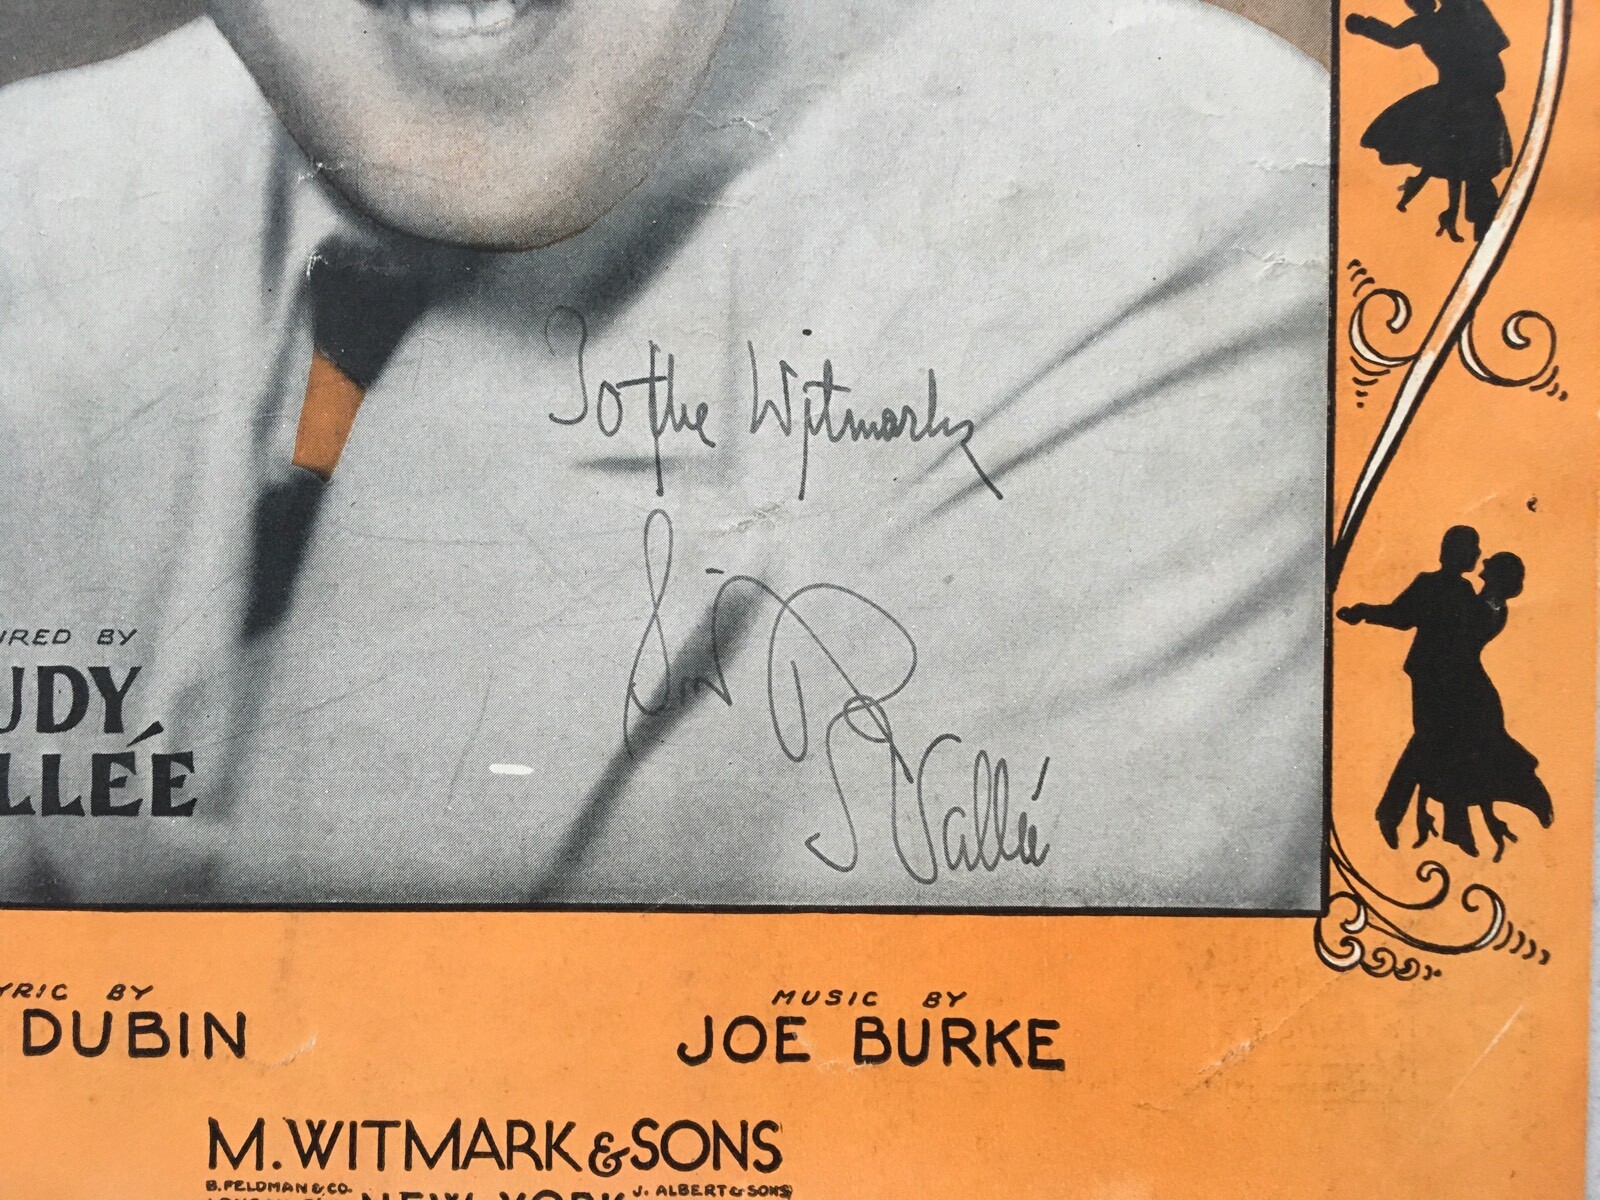 To the Witmarks
Rudy Vallée
URED BY
UDY
LLÉE
YRIC BY
DUBIN
MUSIC BY
JOE BURKE
M. WITMARK & SONS
B. FELDMAN & CO.
NEW YORK
J. ALBERT & SONS